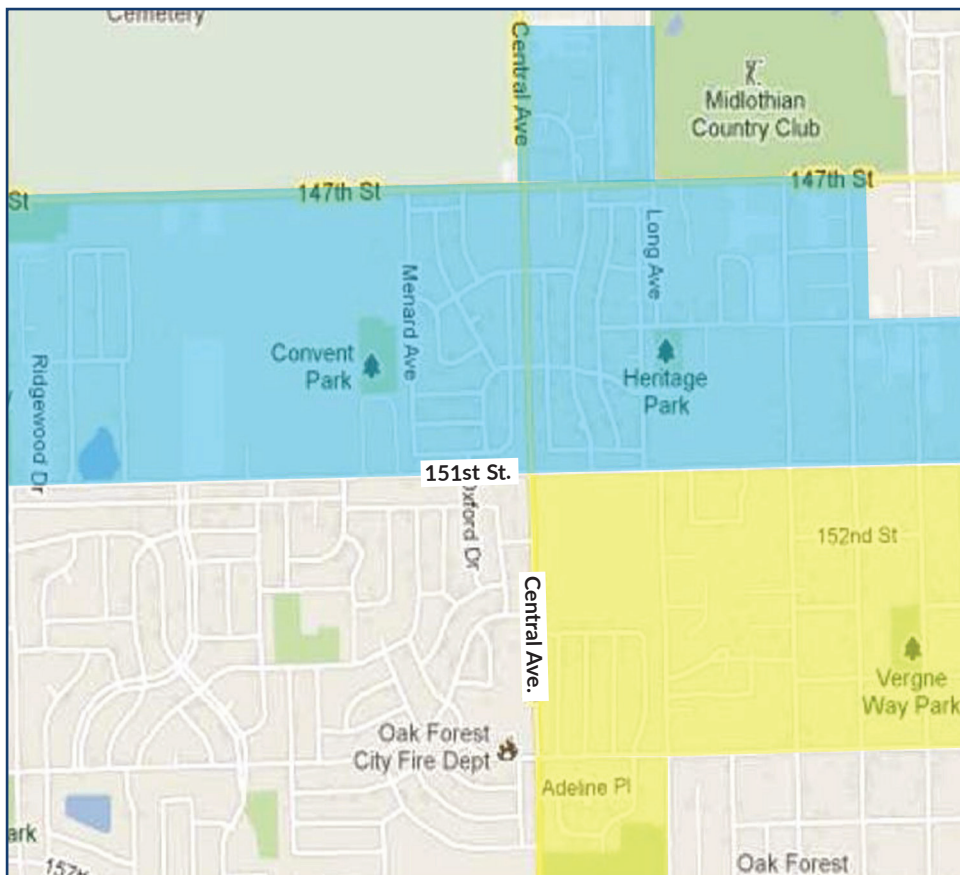 Cemetery
Central Ave
Midlothian
Country Club
St
147th St
147th St
Long Ave
Menard Ave
Convent
Park
Heritage
Park
Ridgewood Dr
151st St.
Oxford Dr
152nd St
Central Ave.
Vergne
Way Park
Oak Forest
City Fire Dept
Adeline Pl
ark
Oak Forest